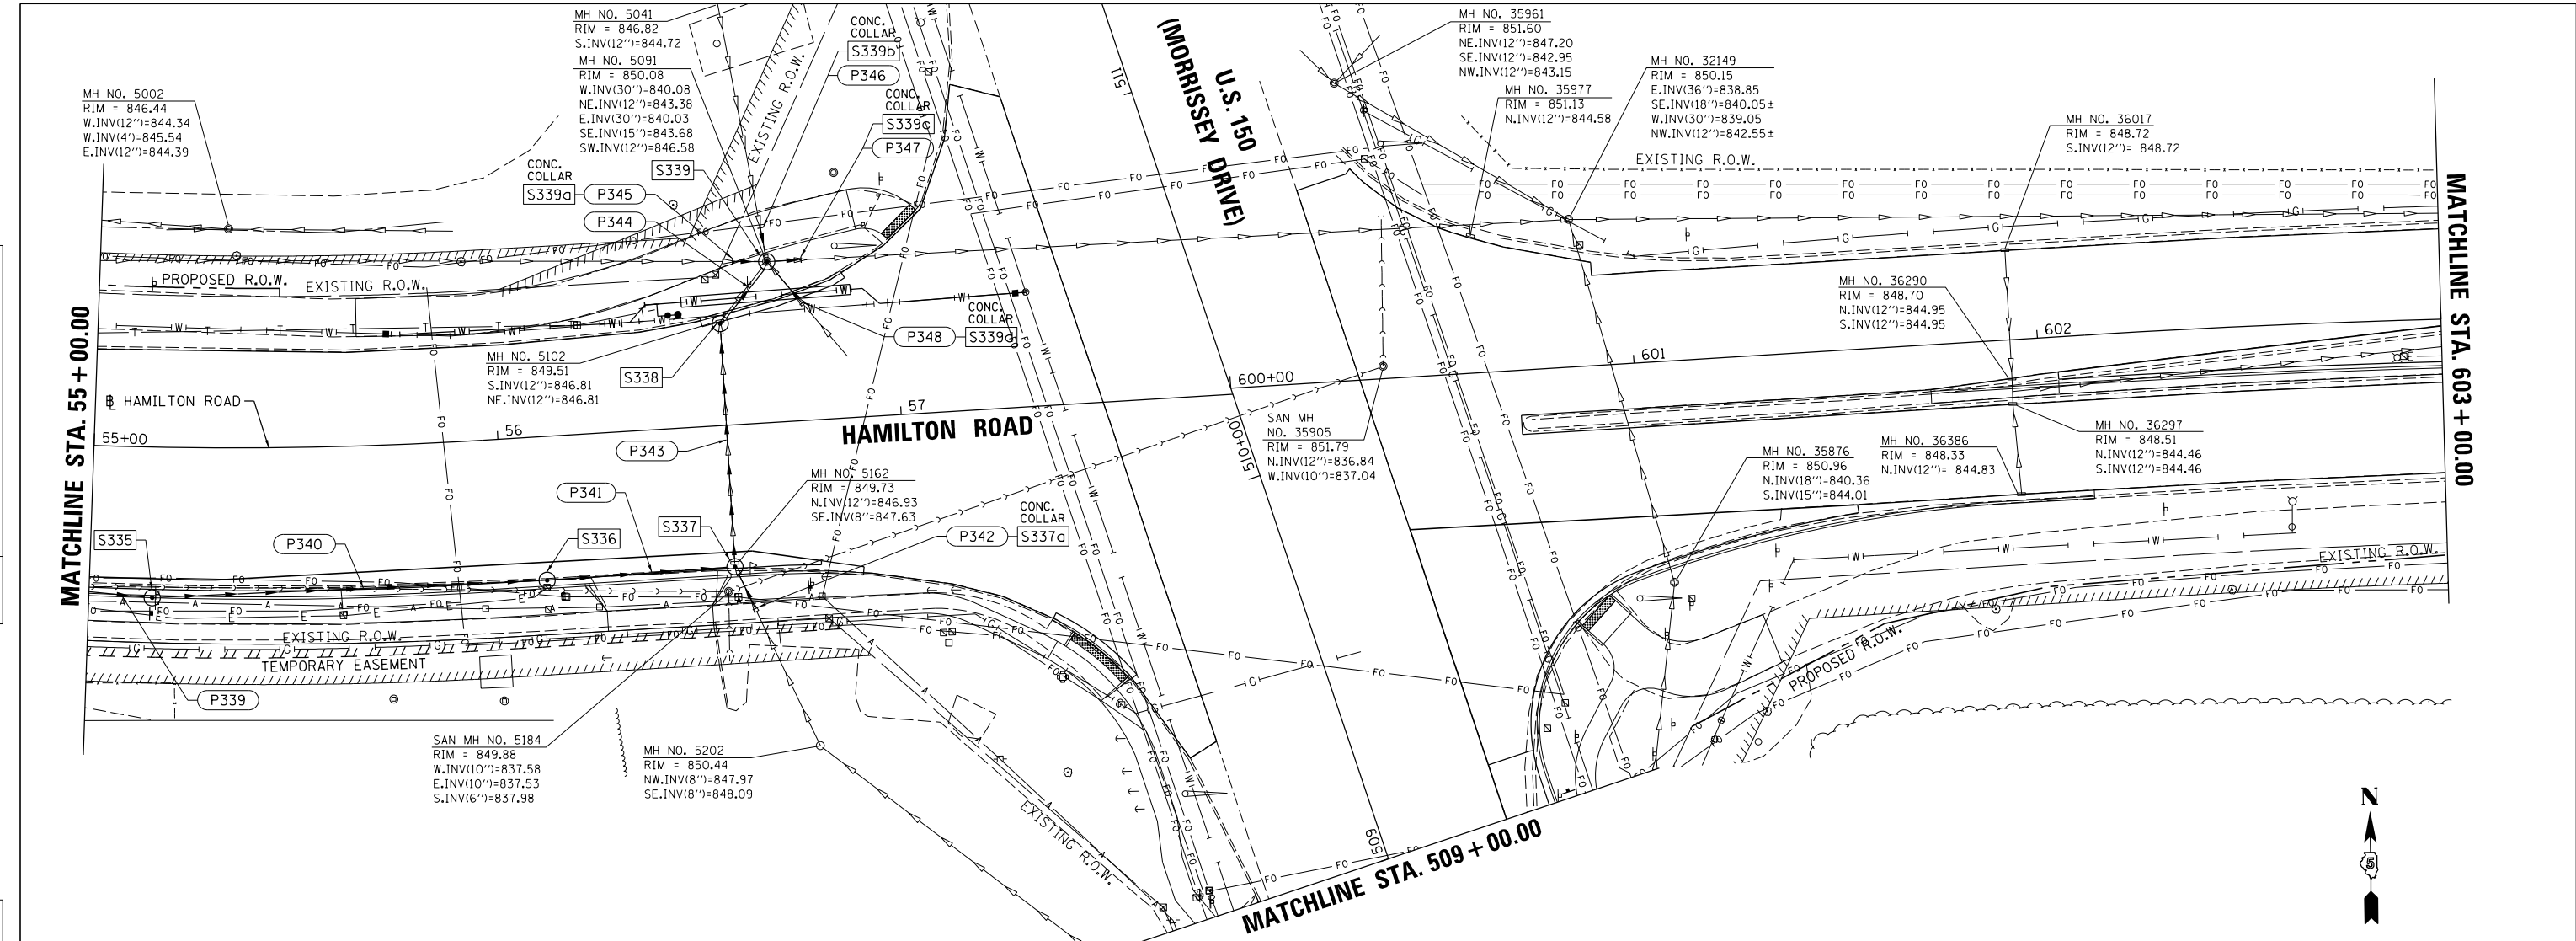 MH NO. 5041
RIM = 846.82
S.INV(12'')=844.72
MH NO. 5091
RIM = 850.08
W.INV(30'')=840.08
NE.INV(12'')=843.38
E.INV(30'')=840.03
SE.INV(15'')=843.68
SW.INV(12'')=846.58
CONC.
COLLAR
S339b
P346
CONC.
COLLAR
S339c
P347
MH NO. 5002
RIM = 846.44
W.INV(12'')=844.34
W.INV(4')=845.54
E.INV(12'')=844.39
CONC.
COLLAR
S339a
P345
P344
S339
EXISTING R.O.W.
511
U.S. 150
(MORRISSEY DRIVE)
MH NO. 35961
RIM = 851.60
NE.INV(12'')=847.20
SE.INV(12'')=842.95
NW.INV(12'')=843.15
MH NO. 35977
RIM = 851.13
N.INV(12'')=844.58
MH NO. 32149
RIM = 850.15
E.INV(36'')=838.85
SE.INV(18'')=840.05±
W.INV(30'')=839.05
NW.INV(12'')=842.55±
MH NO. 36017
RIM = 848.72
S.INV(12'')= 848.72
EXISTING R.O.W.
PROPOSED R.O.W.
EXISTING R.O.W.
MH NO. 5102
RIM = 849.51
S.INV(12'')=846.81
NE.INV(12'')=846.81
S338
P348
CONC.
COLLAR
S339d
MH NO. 36290
RIM = 848.70
N.INV(12'')=844.95
S.INV(12'')=844.95
MATCHLINE STA. 55+00.00
MATCHLINE STA. 603+00.00
HAMILTON ROAD
55+00
56
57
HAMILTON ROAD
600+00
601
602
510+00
509
SAN MH
NO. 35905
RIM = 851.79
N.INV(12'')=836.84
W.INV(10'')=837.04
MH NO. 35876
RIM = 850.96
N.INV(18'')=840.36
S.INV(15'')=844.01
MH NO. 36386
RIM = 848.33
N.INV(12'')= 844.83
MH NO. 36297
RIM = 848.51
N.INV(12'')=844.46
S.INV(12'')=844.46
P343
P341
MH NO. 5162
RIM = 849.73
N.INV(12'')=846.93
SE.INV(8'')=847.63
CONC.
COLLAR
P342
S337a
S335
P340
S336
S337
EXISTING R.O.W.
TEMPORARY EASEMENT
P339
SAN MH NO. 5184
RIM = 849.88
W.INV(10'')=837.58
E.INV(10'')=837.53
S.INV(6'')=837.98
MH NO. 5202
RIM = 850.44
NW.INV(8'')=847.97
SE.INV(8'')=848.09
EXISTING R.O.W.
EXISTING R.O.W.
PROPOSED R.O.W.
MATCHLINE STA. 509+00.00
N
5